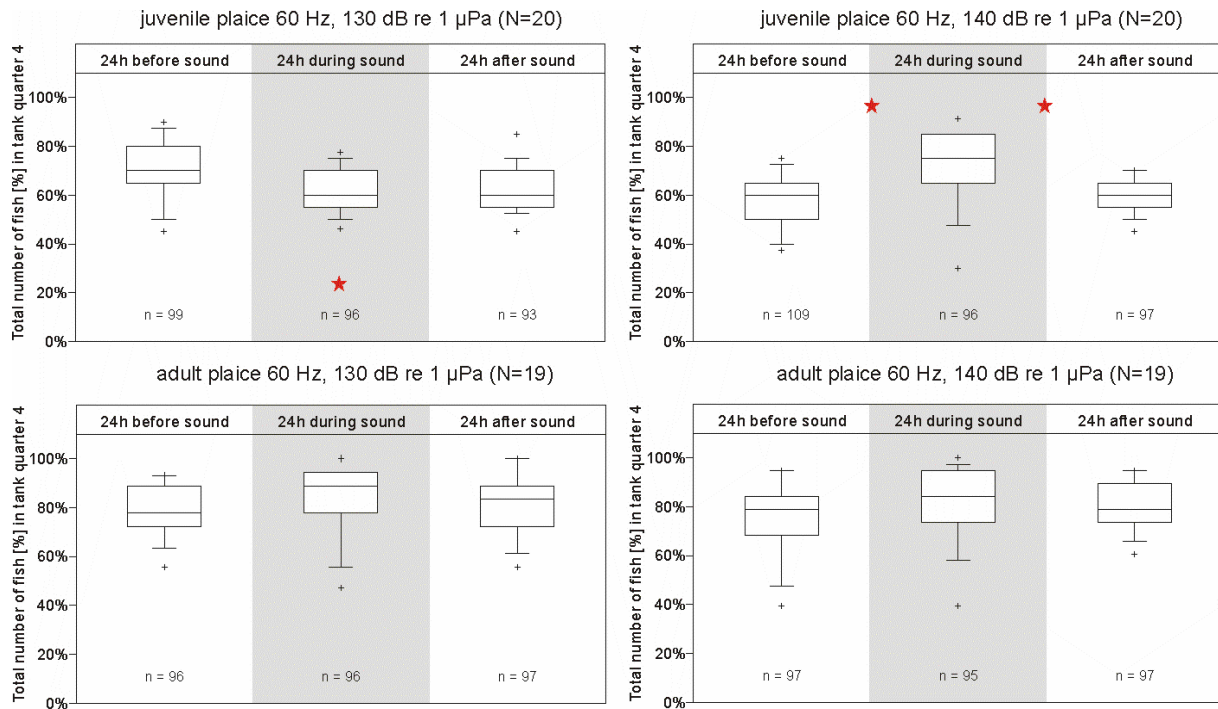 juvenile plaice 60 Hz, 130 dB re 1 µPa (N=20)
Total number of fish [%] in tank quarter 4
24h before sound 24h during sound 24h after sound
100%
80%
60%
40%
20%
0%
n = 99 n = 96 n = 93
juvenile plaice 60 Hz, 140 dB re 1 µPa (N=20)
Total number of fish [%] in tank quarter 4
24h before sound 24h during sound 24h after sound
100%
80%
60%
40%
20%
0%
n = 109 n = 96 n = 97
adult plaice 60 Hz, 130 dB re 1 µPa (N=19)
Total number of fish [%] in tank quarter 4
24h before sound 24h during sound 24h after sound
100%
80%
60%
40%
20%
0%
n = 96 n = 96 n = 97
adult plaice 60 Hz, 140 dB re 1 µPa (N=19)
Total number of fish [%] in tank quarter 4
24h before sound 24h during sound 24h after sound
100%
80%
60%
40%
20%
0%
n = 97 n = 95 n = 97